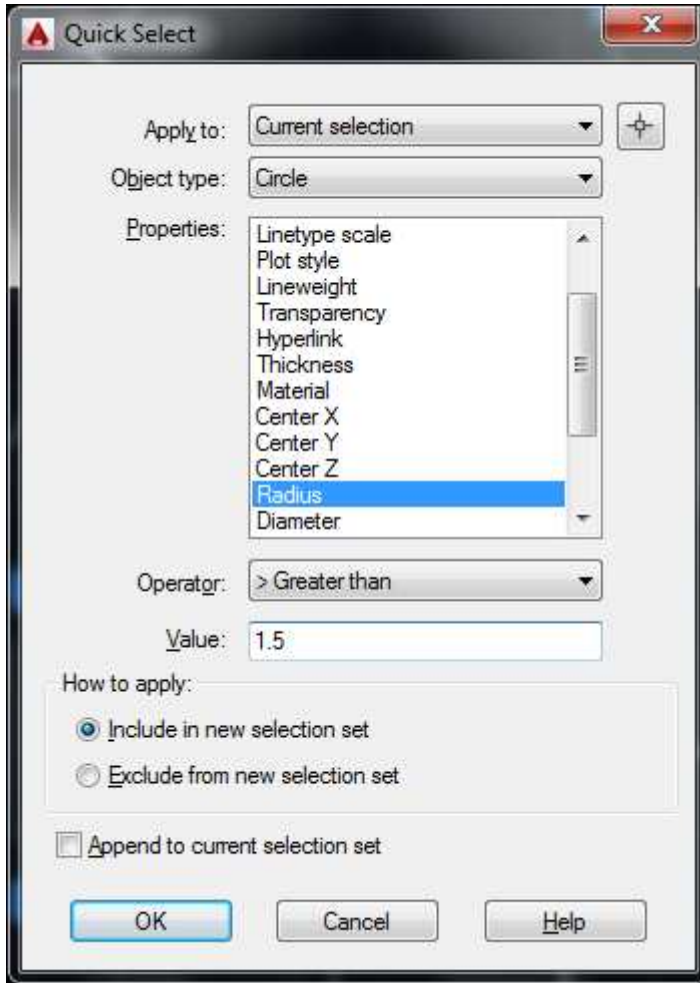 Quick Select
Apply to: Current selection
Object type: Circle
Properties: Linetype scale
Plot style
Lineweight
Transparency
Hyperlink
Thickness
Material
Center X
Center Y
Center Z
Radius
Diameter
Operator: > Greater than
Value: 1.5
How to apply:
Include in new selection set
Exclude from new selection set
Append to current selection set
OK Cancel Help